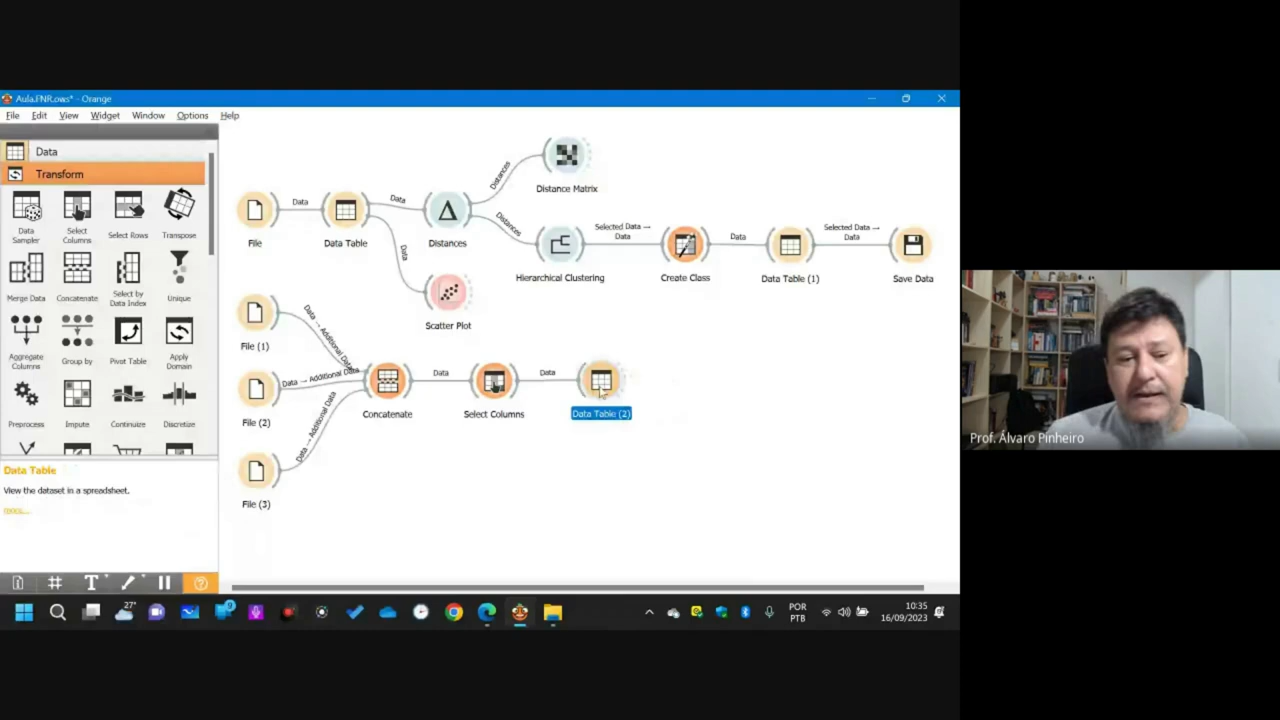 Aula.FNR.ows* - Orange
File Edit View Widget Window Options Help
Data
Transform
Data Sampler
Select Columns
Select Rows
Transpose
Merge Data
Concatenate
Select by Data Index
Unique
Aggregate Columns
Group by
Pivot Table
Apply Domain
Preprocess
Impute
Continuize
Discretize
Data Table
View the dataset in a spreadsheet.
more...
File
Data
Data Table
Data
Distances
Distances
Distance Matrix
Distances
Hierarchical Clustering
Selected Data → Data
Create Class
Data
Data Table (1)
Selected Data → Data
Save Data
Data
Scatter Plot
File (1)
Data → Additional Data
File (2)
Data → Additional Data
File (3)
Data → Additional Data
Concatenate
Data
Select Columns
Data
Data Table (2)
Prof. Álvaro Pinheiro
27°
POR
PTB
10:35
16/09/2023